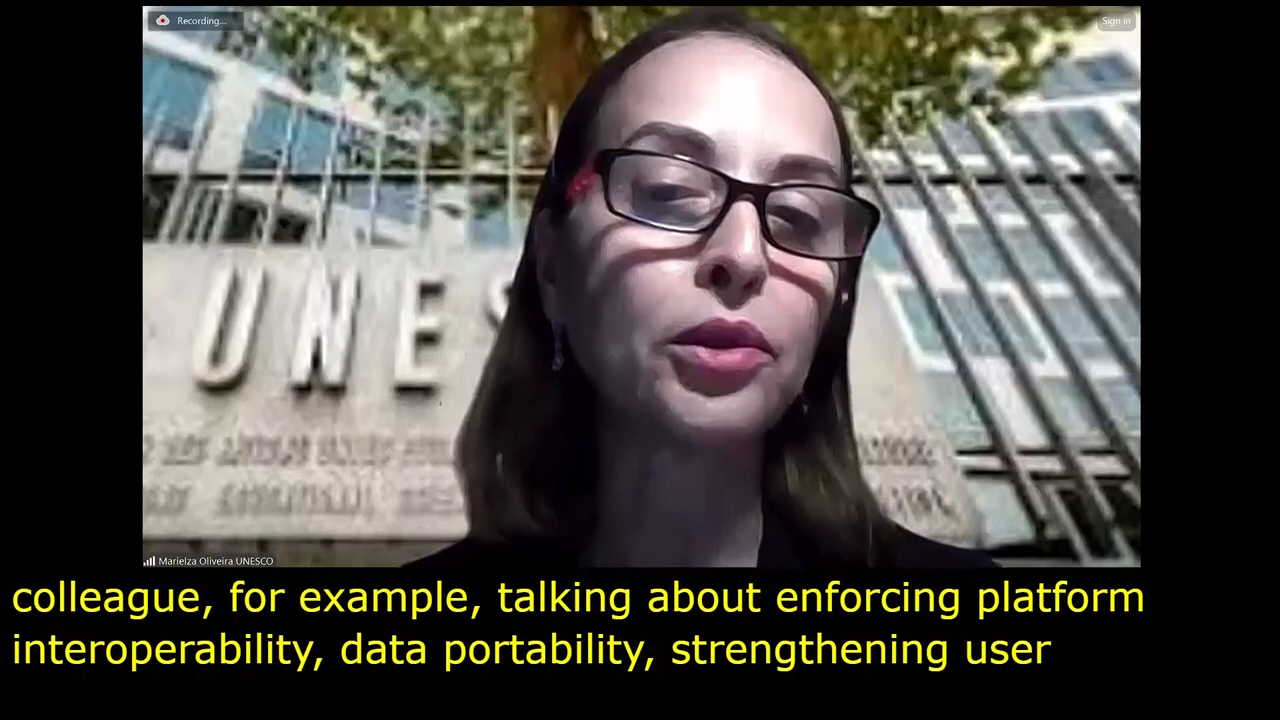 Recording...
Sign in
UNES
Marielza Oliveira UNESCO
colleague, for example, talking about enforcing platform
interoperability, data portability, strengthening user